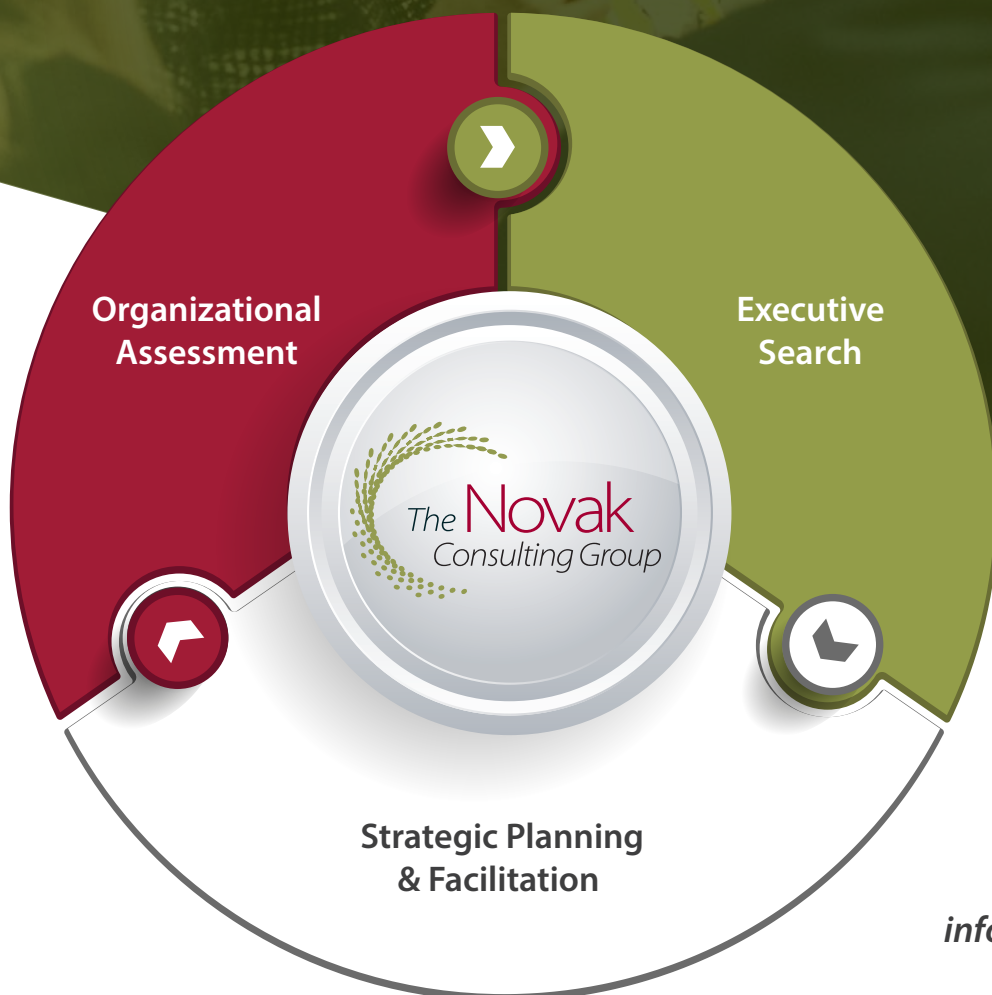 Organizational
Assessment
Executive
Search
The Novak
Consulting Group
Strategic Planning
& Facilitation